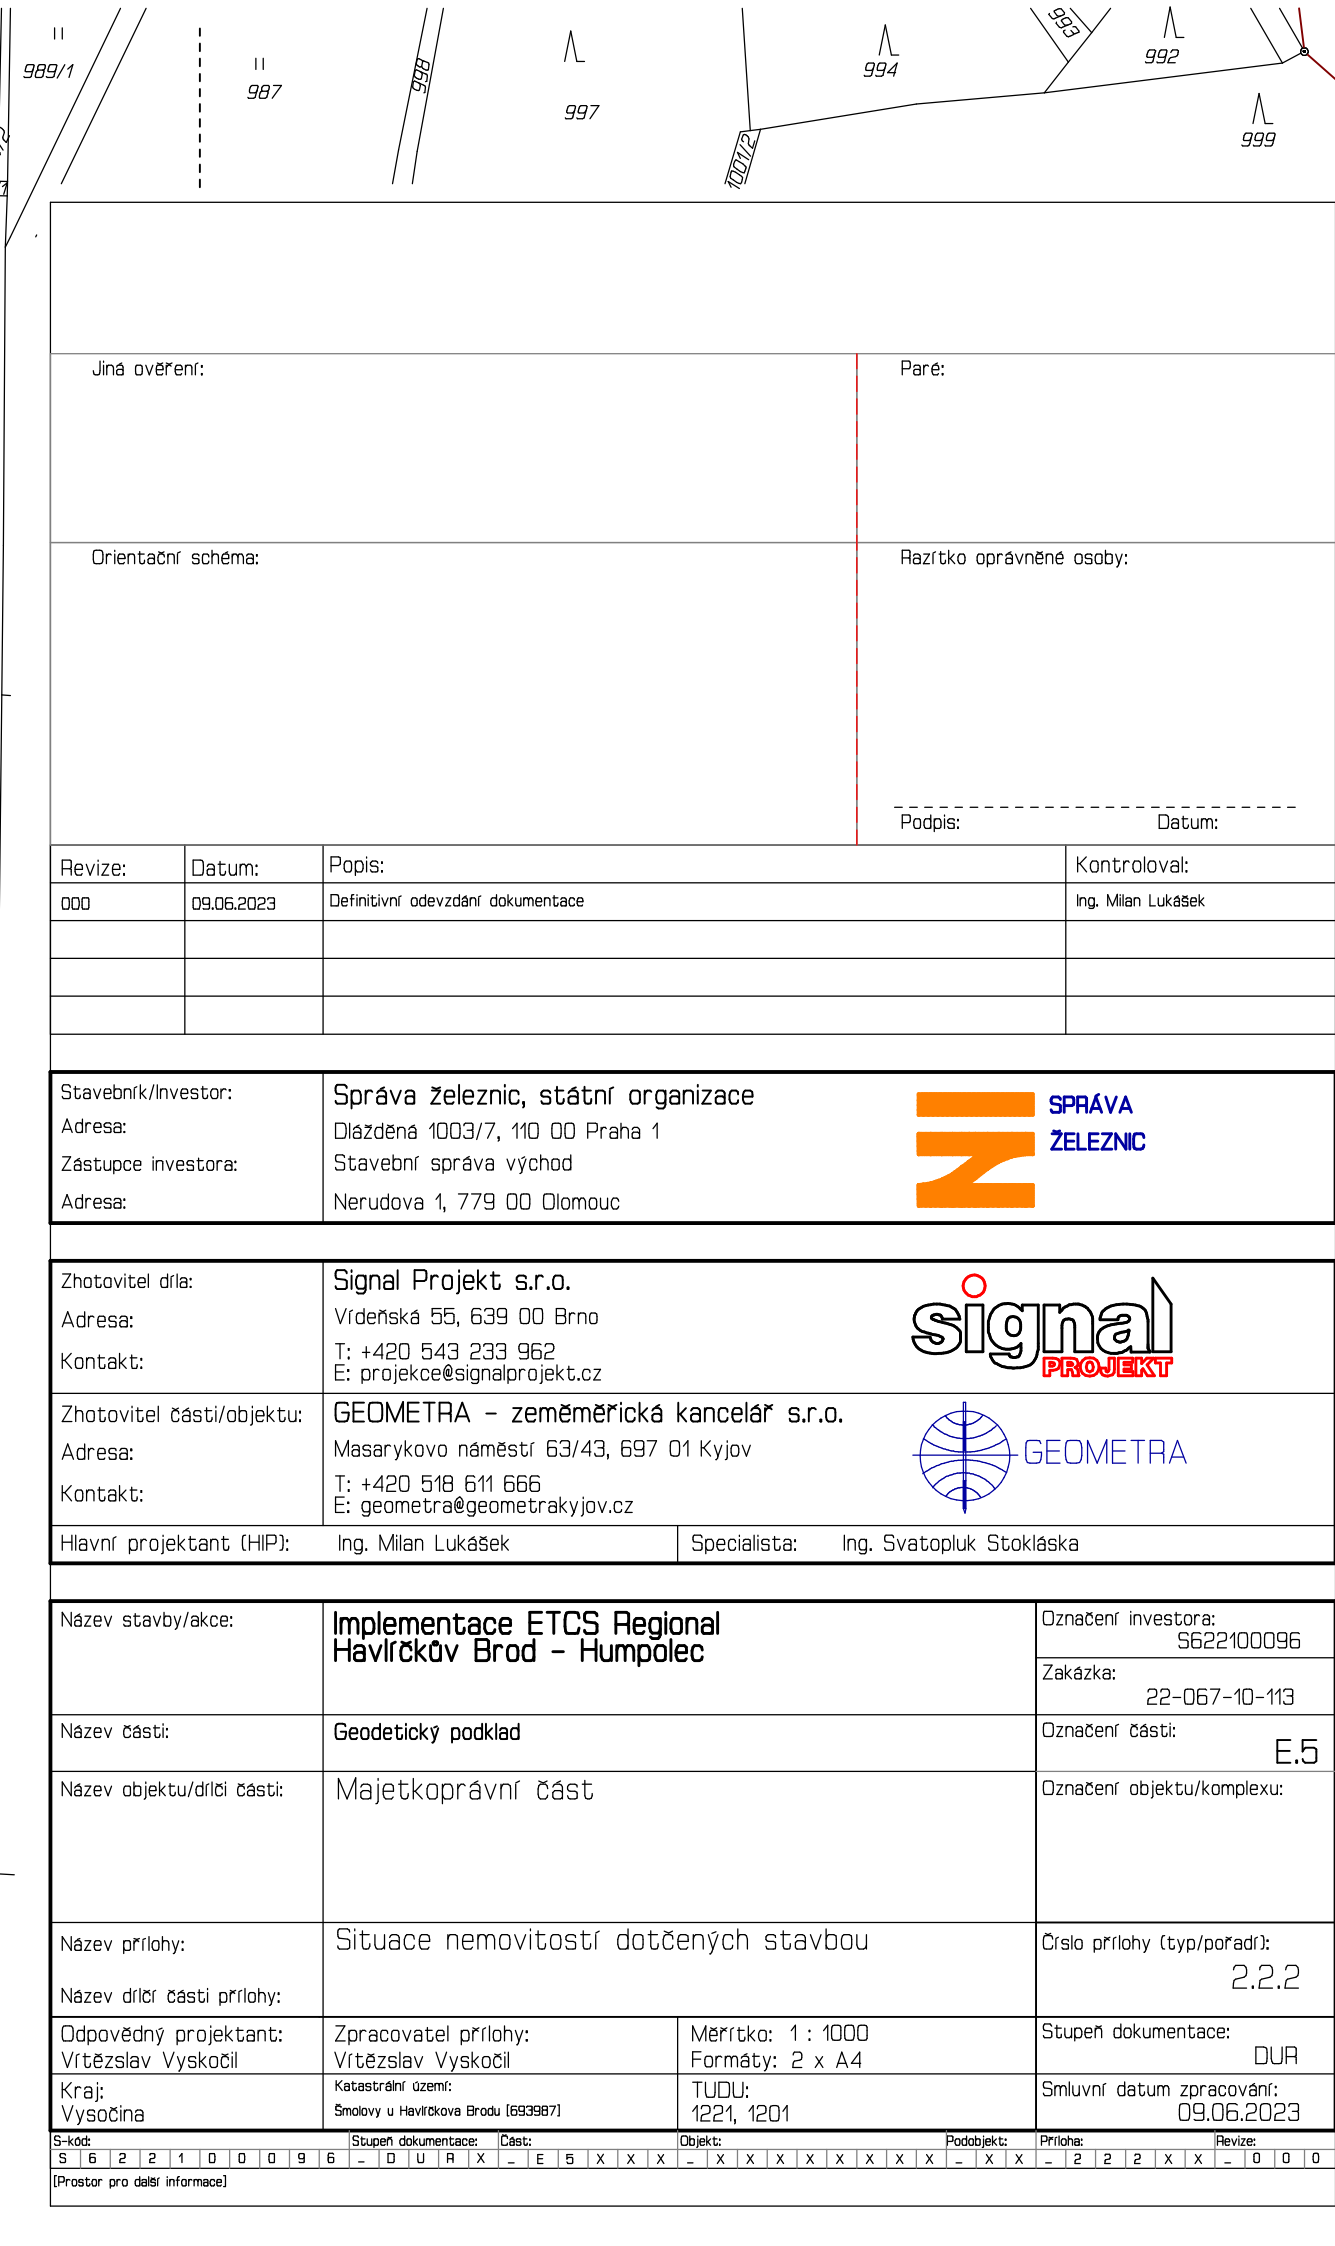 989/1
987
998
997
994
993
992
999
1001/2
Jiná ověření:
Paré:
Orientační schéma:
Razítko oprávněné osoby:
Podpis:
Datum:
Revize:
Datum:
Popis:
Kontroloval:
000
09.06.2023
Definitivní odevzdání dokumentace
Ing. Milan Lukášek
Stavebník/Investor:
Správa železnic, státní organizace
Adresa:
Dlážděná 1003/7, 110 00 Praha 1
Zástupce investora:
Stavební správa východ
Adresa:
Nerudova 1, 779 00 Olomouc
SPRÁVA
ŽELEZNIC
Zhotovitel díla:
Signal Projekt s.r.o.
Adresa:
Vídeňská 55, 639 00 Brno
Kontakt:
T: +420 543 233 962
E: projekce@signalprojekt.cz
signal
PROJEKT
Zhotovitel části/objektu:
GEOMETRA – zeměměřická kancelář s.r.o.
Adresa:
Masarykovo náměstí 63/43, 697 01 Kyjov
Kontakt:
T: +420 518 611 666
E: geometra@geometrakyjov.cz
GEOMETRA
Hlavní projektant (HIP): Ing. Milan Lukášek
Specialista: Ing. Svatopluk Stokláska
Název stavby/akce:
Implementace ETCS Regional
Havlíčkův Brod – Humpolec
Označení investora:
S622100096
Zakázka:
22-067-10-113
Název části:
Geodetický podklad
Označení části:
E.5
Název objektu/dílči části:
Majetkoprávní část
Označení objektu/komplexu:
Název přílohy:
Situace nemovitostí dotčených stavbou
Číslo přílohy (typ/pořadí):
2.2.2
Název dílčí části přílohy:
Odpovědný projektant:
Vítězslav Vyskočil
Zpracovatel přílohy:
Vítězslav Vyskočil
Měřítko: 1 : 1000
Formáty: 2 x A4
Stupeň dokumentace:
DUR
Kraj:
Vysočina
Katastrální území:
Šmolovy u Havlíčkova Brodu [693987]
TUDU:
1221, 1201
Smluvní datum zpracování:
09.06.2023
S-kód: Stupeň dokumentace: Část: Objekt: Podobjekt: Příloha: Revize:
S 6 2 2 1 0 0 0 9 6 _ D U R X _ E 5 X X X _ X X X X X X X X _ X X _ 2 2 2 X X _ 0 0 0
[Prostor pro další informace]